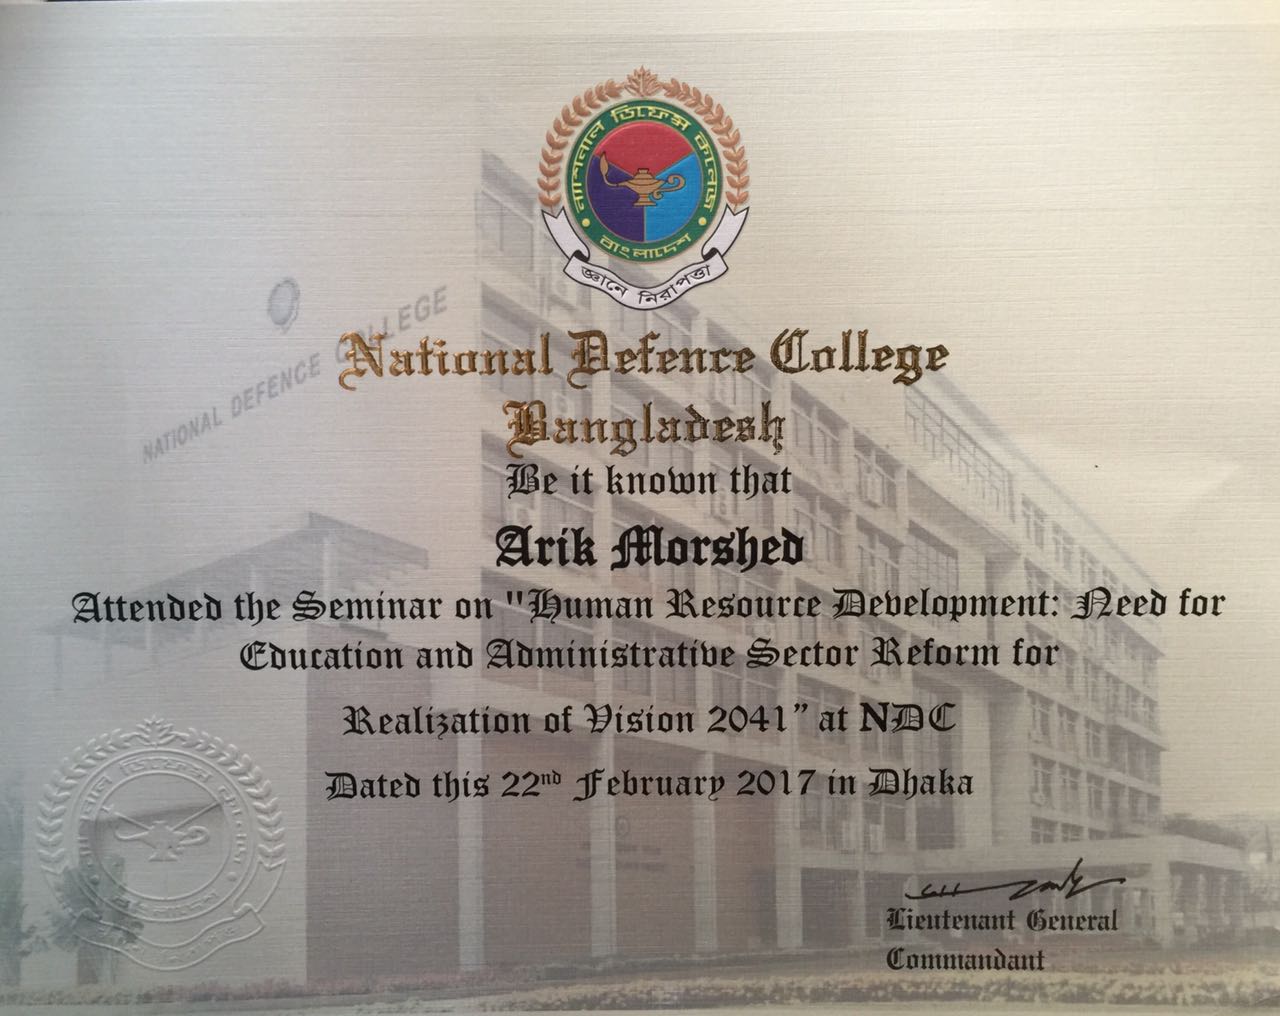 ন্যাশনাল ডিফেন্স কলেজ
বাংলাদেশ
জ্ঞানে নিরাপত্তা
NATIONAL DEFENCE COLLEGE
National Defence College
Bangladesh
Be it known that
Arik Morshed
Attended the Seminar on "Human Resource Development: Need for
Education and Administrative Sector Reform for
Realization of Vision 2041” at NDC
Dated this 22nd February 2017 in Dhaka
Lieutenant General
Commandant